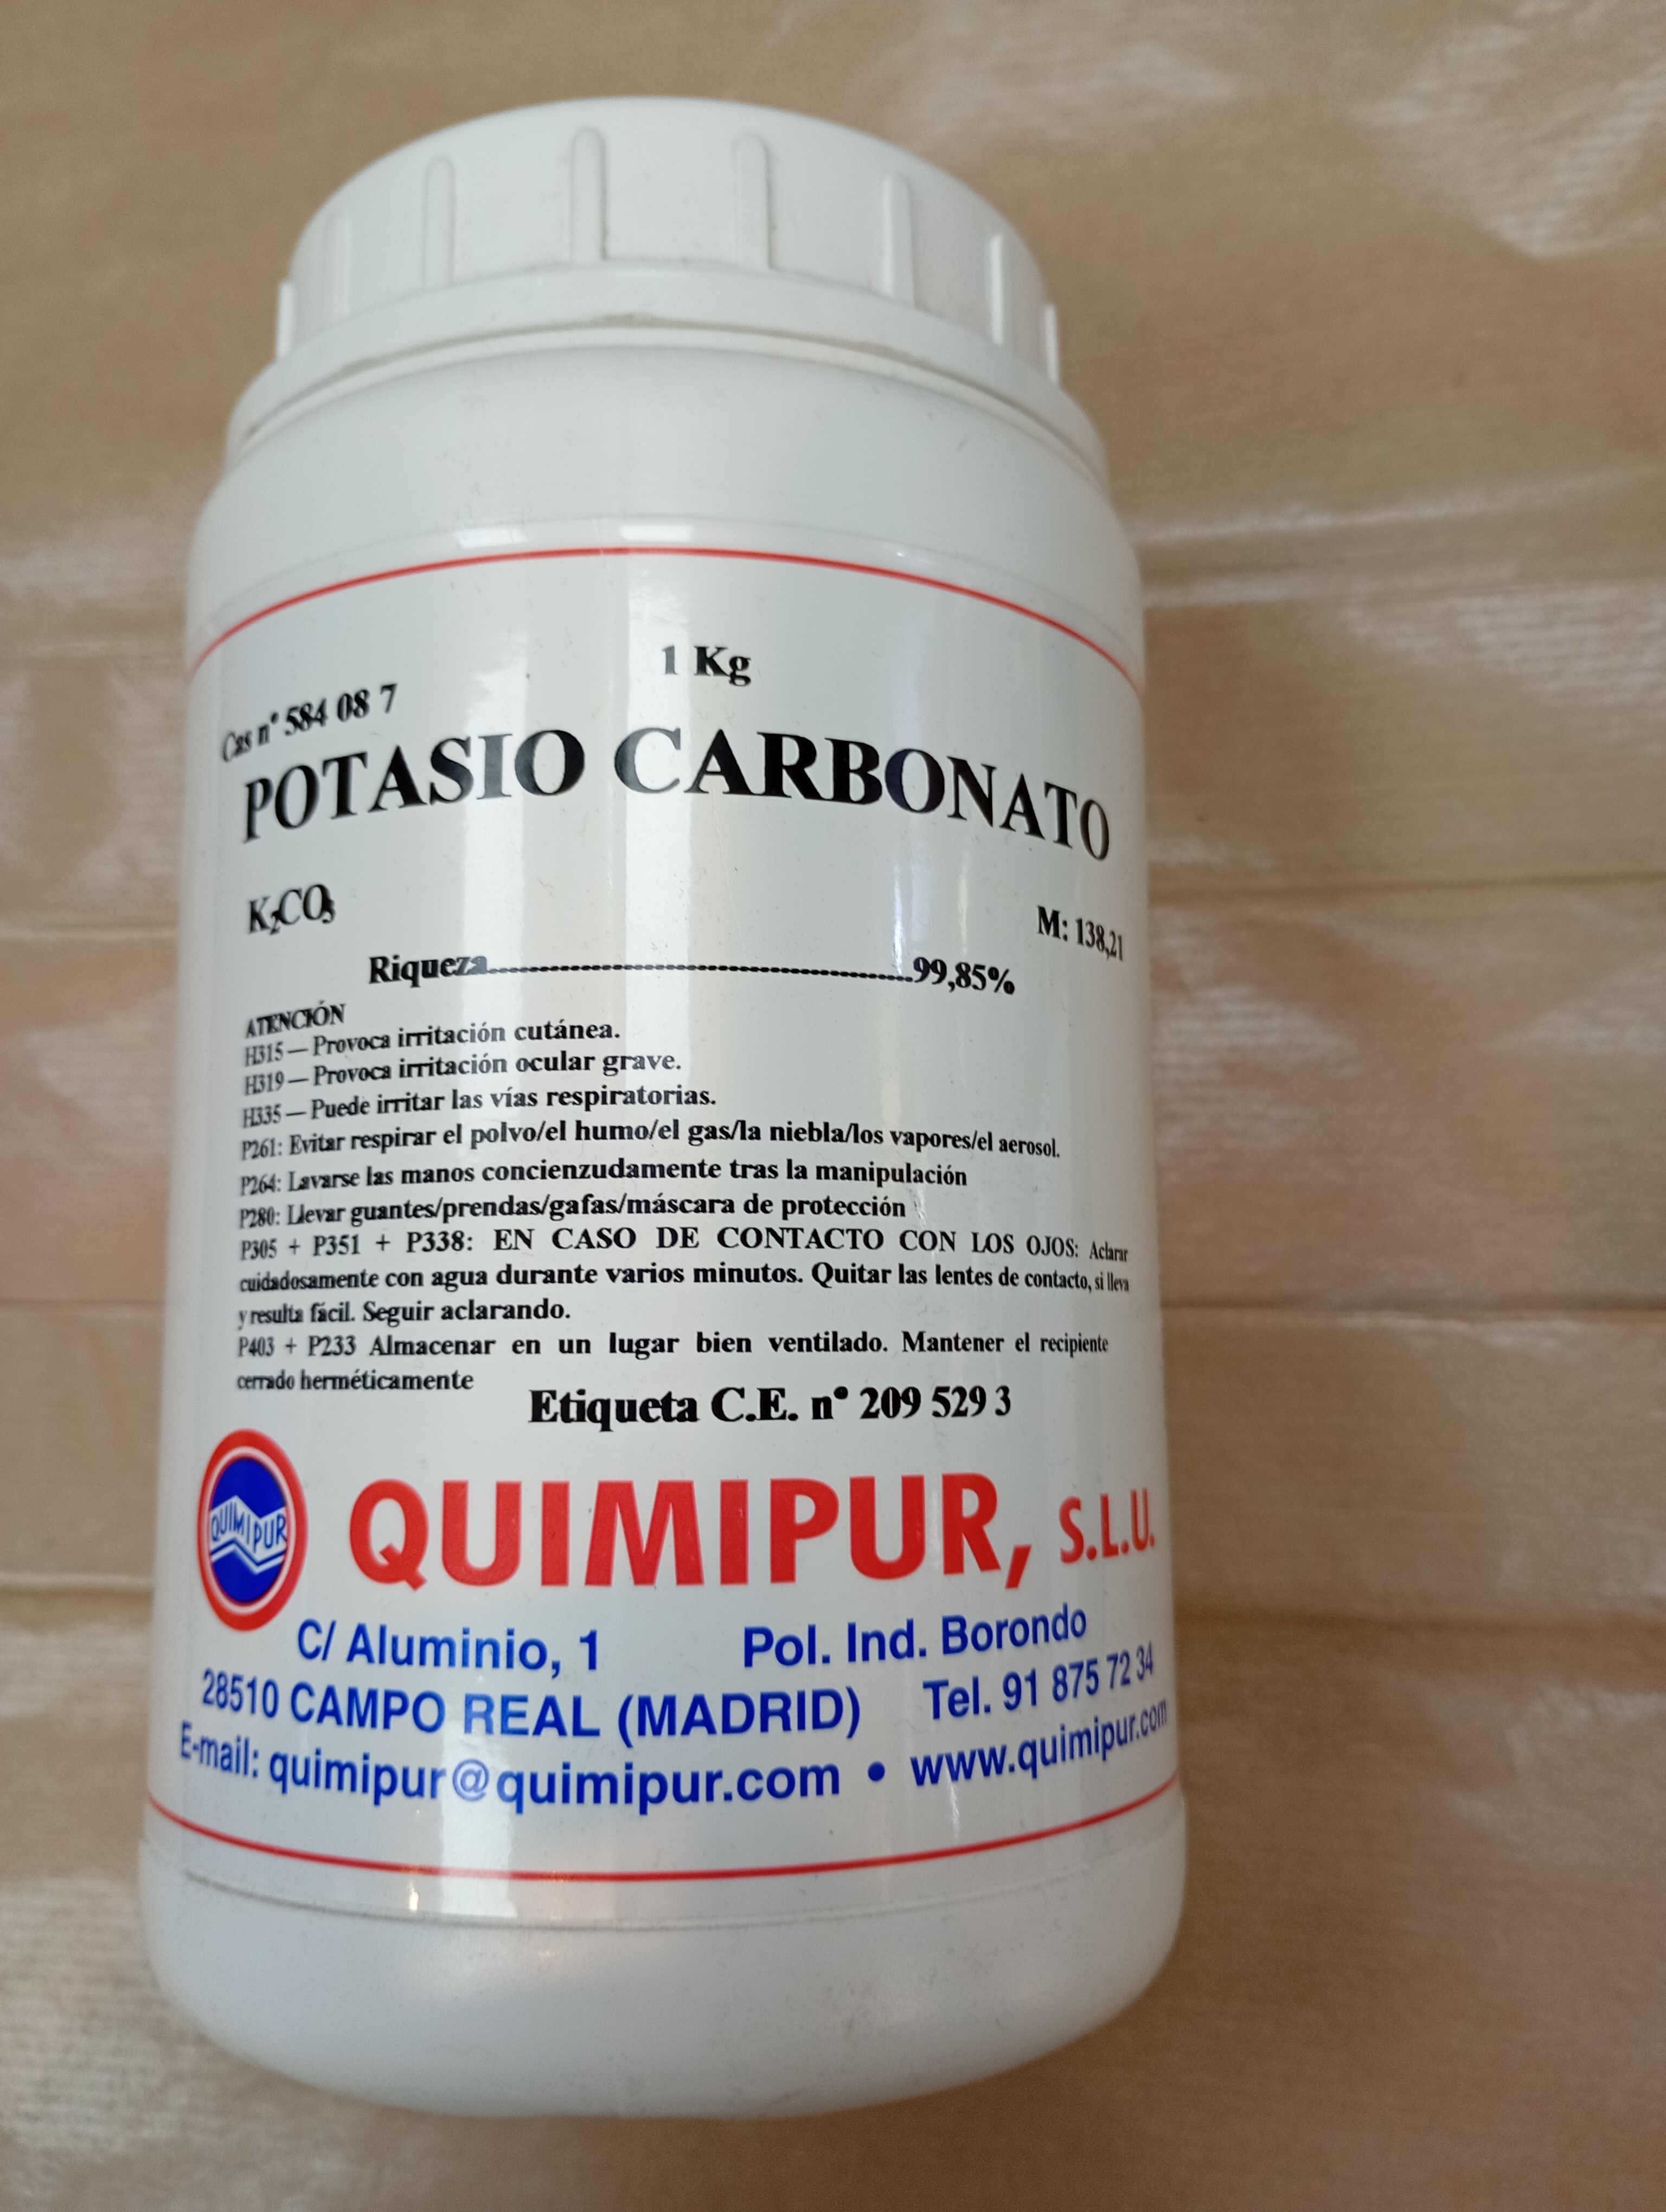 1 Kg
Cas nº 584 08 7
POTASIO CARBONATO
K₂CO₃
M: 138,21
Riqueza..........................................................99,85%
ATENCIÓN
H315 — Provoca irritación cutánea.
H319 — Provoca irritación ocular grave.
H335 — Puede irritar las vías respiratorias.
P261: Evitar respirar el polvo/el humo/el gas/la niebla/los vapores/el aerosol.
P264: Lavarse las manos concienzudamente tras la manipulación
P280: Llevar guantes/prendas/gafas/máscara de protección
P305 + P351 + P338: EN CASO DE CONTACTO CON LOS OJOS: Aclarar
cuidadosamente con agua durante varios minutos. Quitar las lentes de contacto, si lleva
y resulta fácil. Seguir aclarando.
P403 + P233 Almacenar en un lugar bien ventilado. Mantener el recipiente
cerrado herméticamente
Etiqueta C.E. nº 209 529 3
QUIMIPUR
QUIMIPUR, S.L.U.
C/ Aluminio, 1 Pol. Ind. Borondo
28510 CAMPO REAL (MADRID) Tel. 91 875 72 34
E-mail: quimipur@quimipur.com • www.quimipur.com